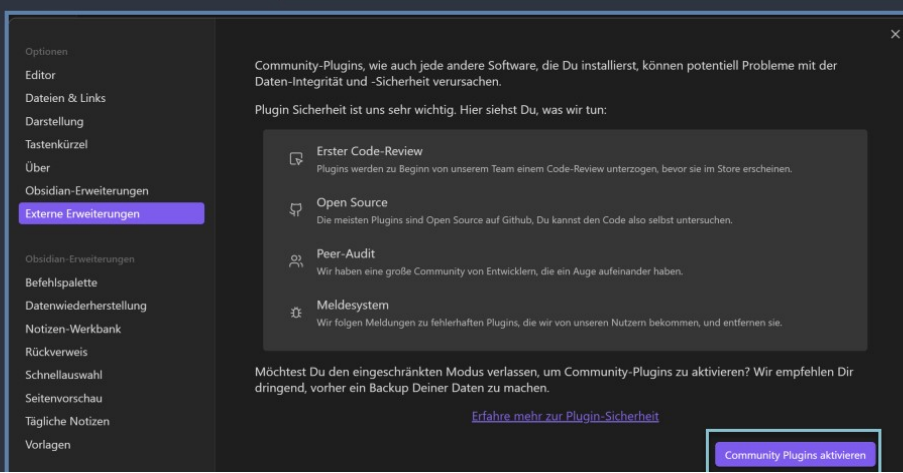 Optionen
Editor
Dateien & Links
Darstellung
Tastenkürzel
Über
Obsidian-Erweiterungen
Externe Erweiterungen
Obsidian-Erweiterungen
Befehlspalette
Datenwiederherstellung
Notizen-Werkbank
Rückverweis
Schnellauswahl
Seitenvorschau
Tägliche Notizen
Vorlagen
Community-Plugins, wie auch jede andere Software, die Du installierst, können potentiell Probleme mit der
Daten-Integrität und -Sicherheit verursachen.
Plugin Sicherheit ist uns sehr wichtig. Hier siehst Du, was wir tun:
Erster Code-Review
Plugins werden zu Beginn von unserem Team einem Code-Review unterzogen, bevor sie im Store erscheinen.
Open Source
Die meisten Plugins sind Open Source auf Github, Du kannst den Code also selbst untersuchen.
Peer-Audit
Wir haben eine große Community von Entwicklern, die ein Auge aufeinander haben.
Meldesystem
Wir folgen Meldungen zu fehlerhaften Plugins, die wir von unseren Nutzern bekommen, und entfernen sie.
Möchtest Du den eingeschränkten Modus verlassen, um Community-Plugins zu aktivieren? Wir empfehlen Dir
dringend, vorher ein Backup Deiner Daten zu machen.
Erfahre mehr zur Plugin-Sicherheit
Community Plugins aktivieren